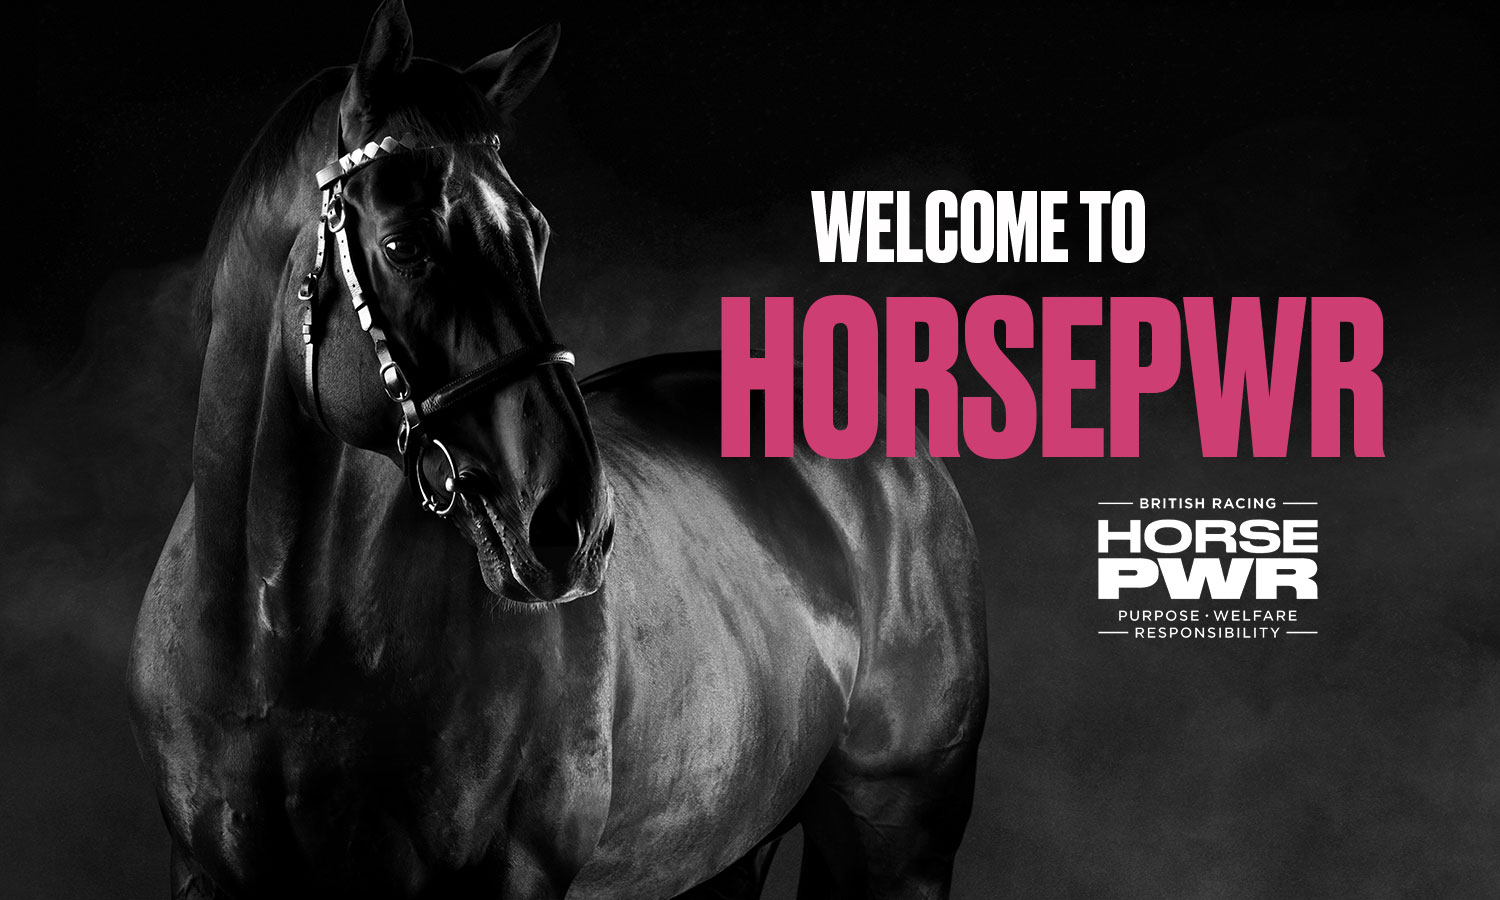 WELCOME TO
HORSEPWR
BRITISH RACING
HORSE
PWR
PURPOSE · WELFARE
RESPONSIBILITY